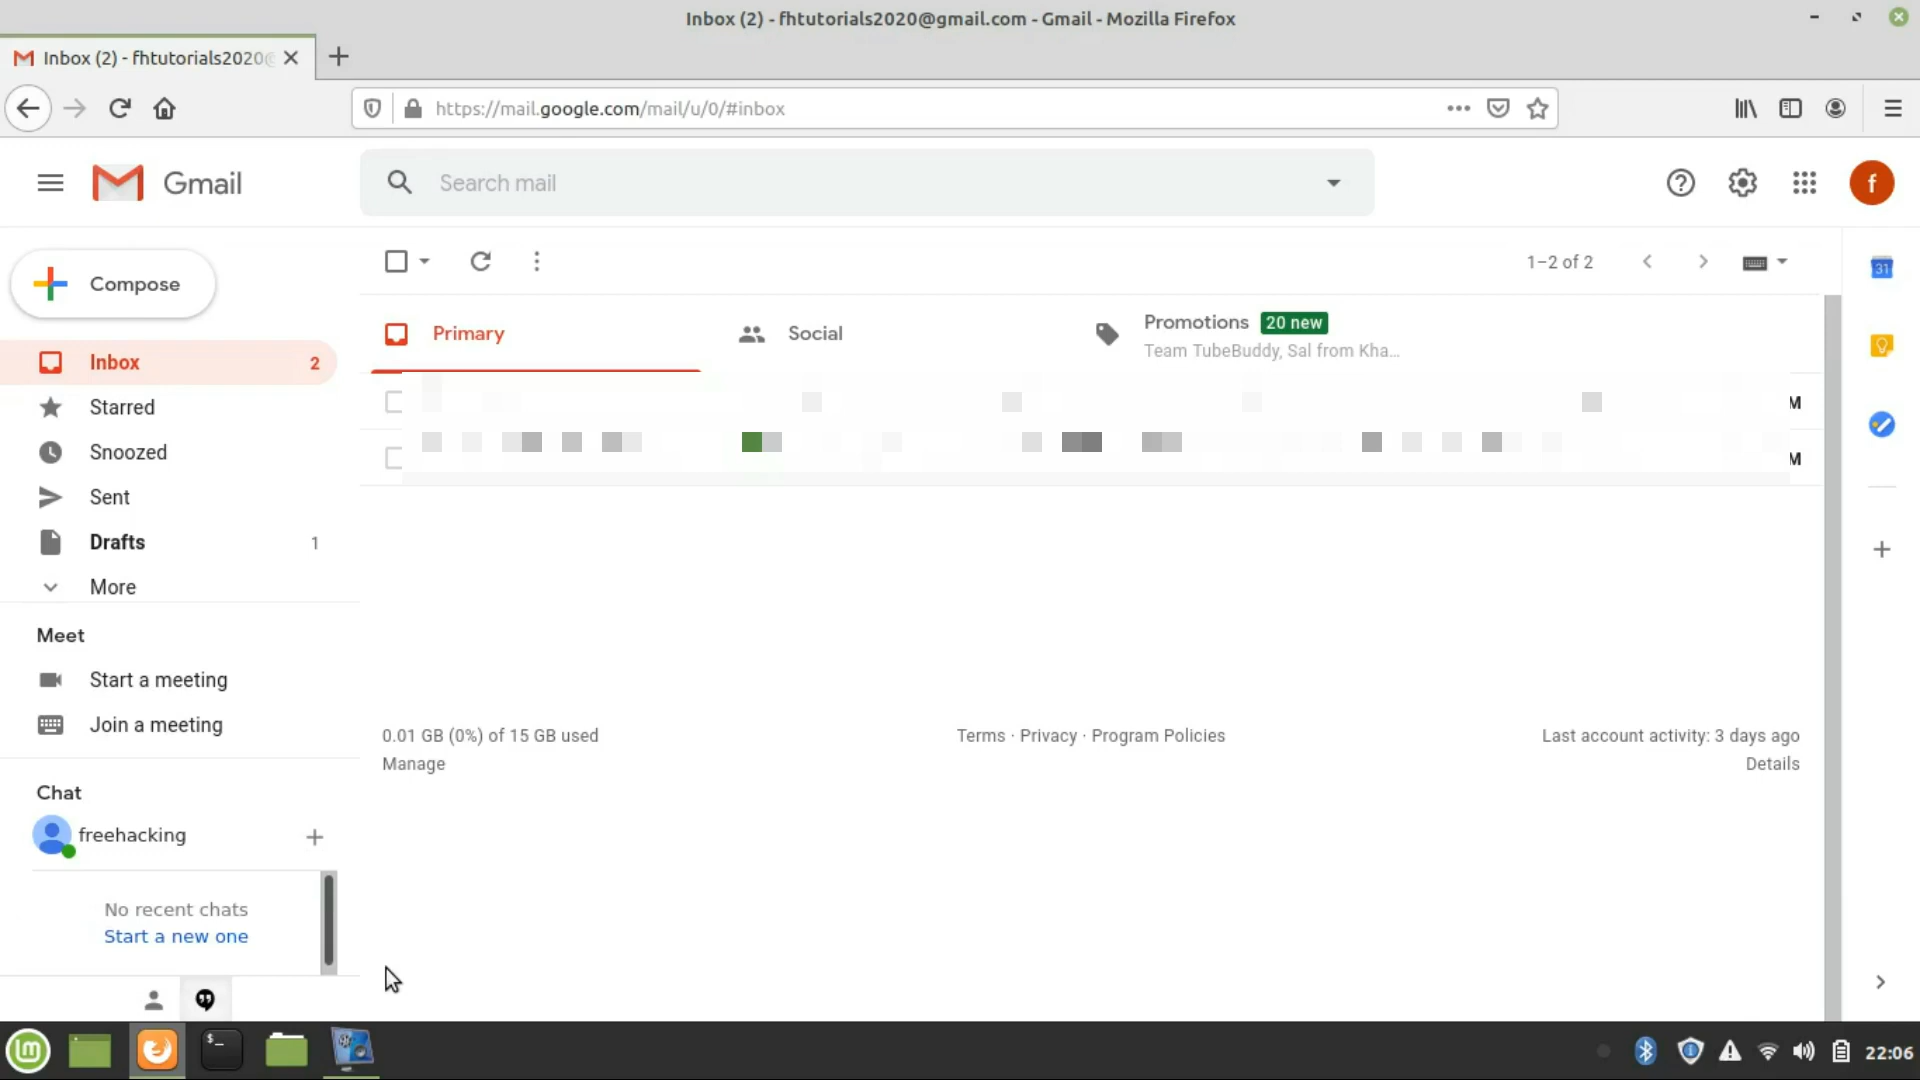 Inbox (2) - fhtutorials2020@gmail.com - Gmail - Mozilla Firefox
Inbox (2) - fhtutorials2020@
https://mail.google.com/mail/u/0/#inbox
Gmail
Search mail
f
Compose
1–2 of 2
31
Primary
Social
Promotions 20 new
Team TubeBuddy, Sal from Kha...
Inbox 2
Starred
Snoozed
Sent
Drafts 1
More
M
M
Meet
Start a meeting
Join a meeting
0.01 GB (0%) of 15 GB used
Manage
Terms · Privacy · Program Policies
Last account activity: 3 days ago
Details
Chat
freehacking
No recent chats
Start a new one
22:06